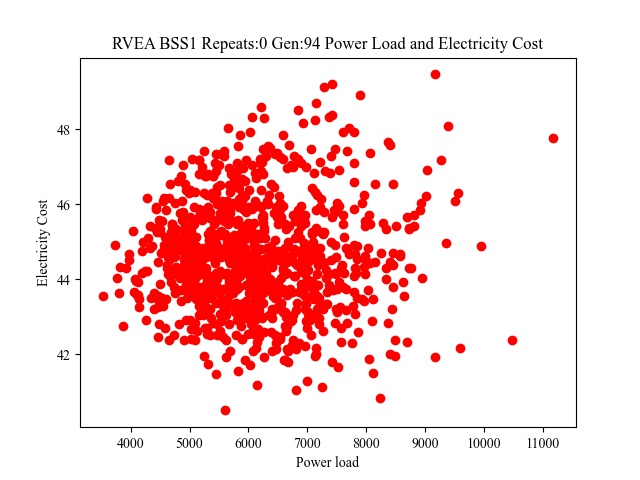 RVEA BSS1 Repeats:0 Gen:94 Power Load and Electricity Cost
Electricity Cost
48
46
44
42
4000 5000 6000 7000 8000 9000 10000 11000
Power load